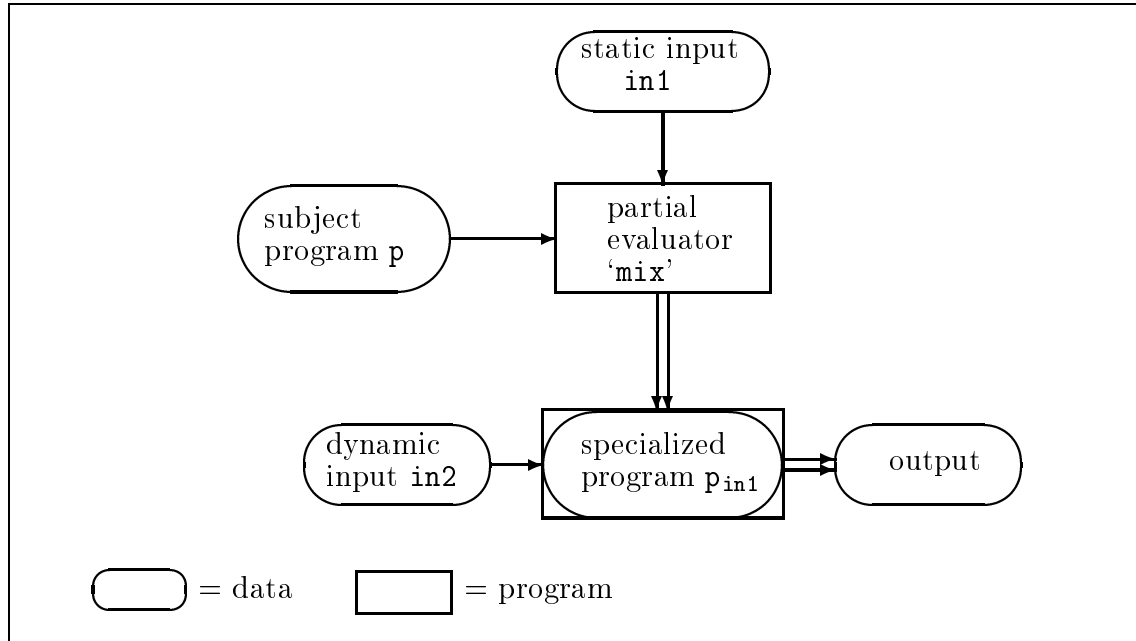 static input
in1
subject
program p
partial
evaluator
‘mix’
dynamic
input in2
specialized
program p_in1
output
= data
= program